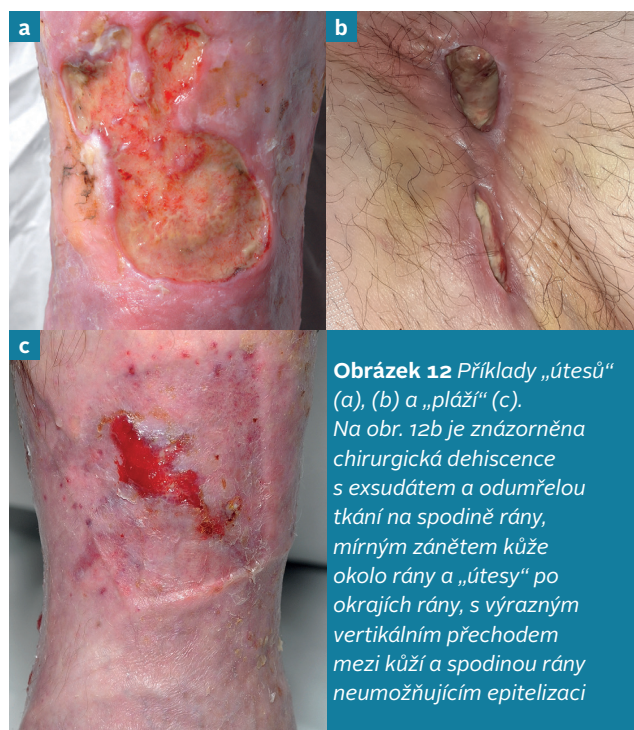 a
b
c
Obrázek 12 Příklady „útesů“
(a), (b) a „pláží“ (c).
Na obr. 12b je znázorněna
chirurgická dehiscence
s exsudátem a odumřelou
tkání na spodině rány,
mírným zánětem kůže
okolo rány a „útesy“ po
okrajích rány, s výrazným
vertikálním přechodem
mezi kůží a spodinou rány
neumožňujícím epitelizaci